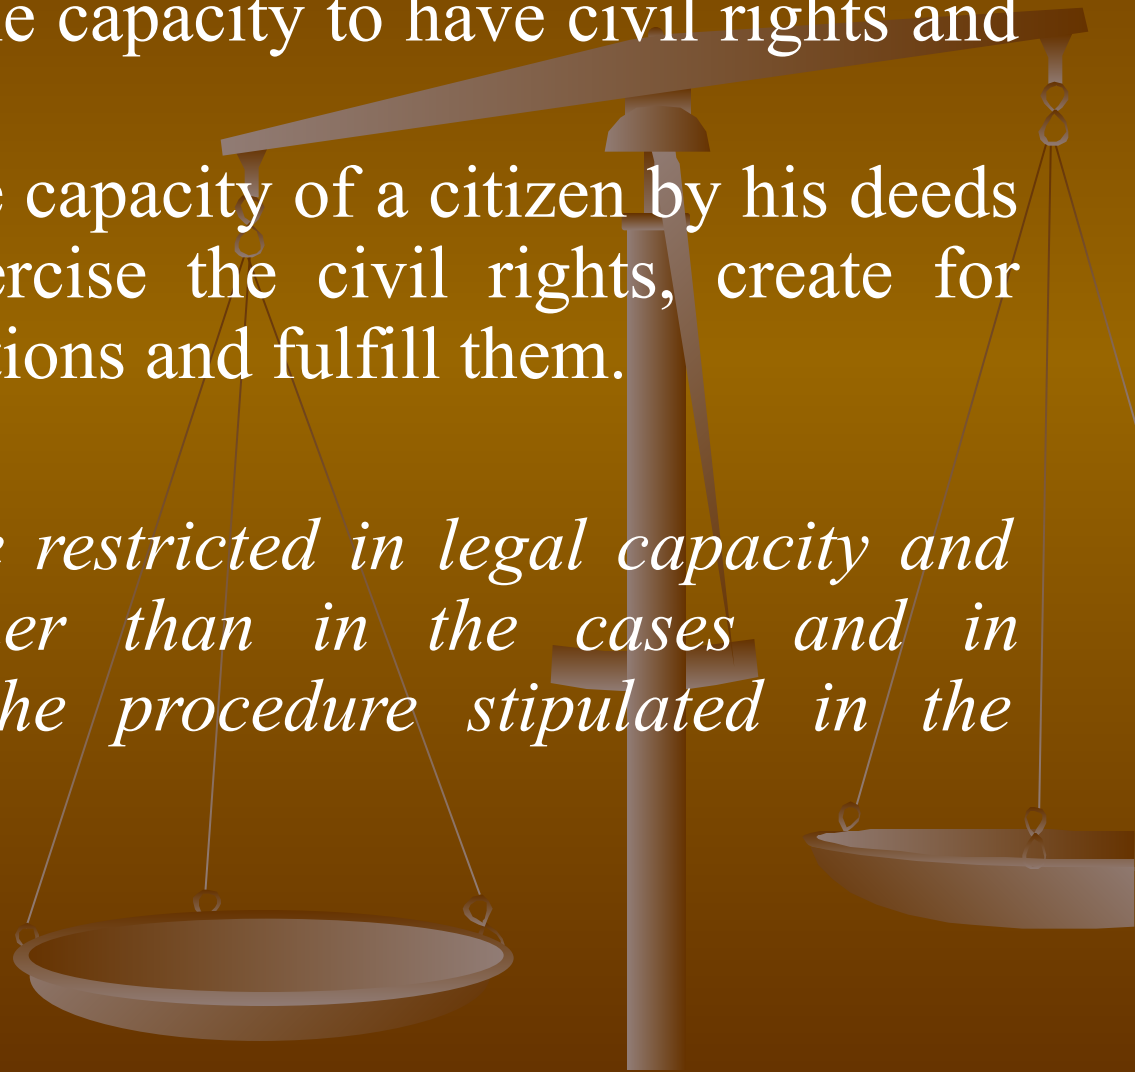 e capacity to have civil rights and
capacity of a citizen by his deeds
ercise the civil rights, create for
tions and fulfill them.
restricted in legal capacity and
er than in the cases and in
he procedure stipulated in the